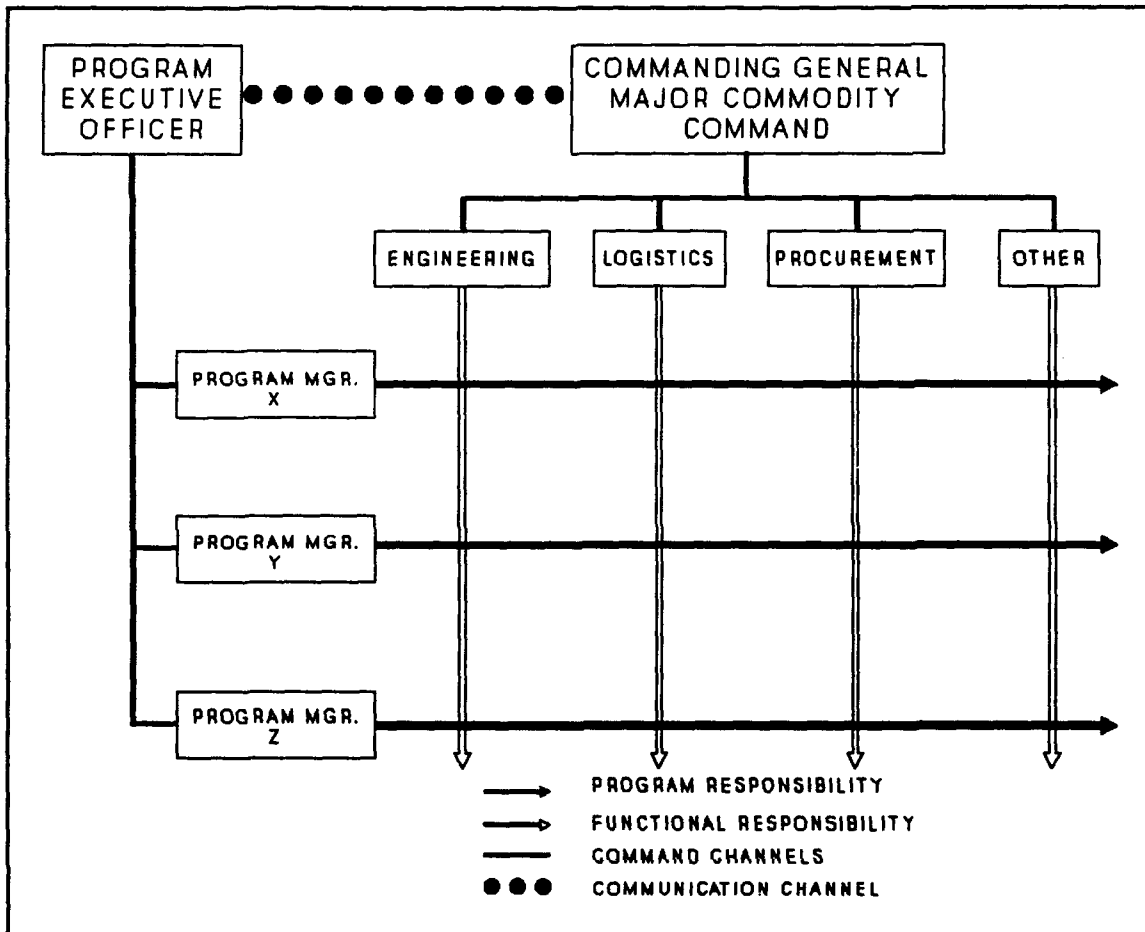 PROGRAM
EXECUTIVE
OFFICER
COMMANDING GENERAL
MAJOR COMMODITY
COMMAND
ENGINEERING
LOGISTICS
PROCUREMENT
OTHER
PROGRAM MGR.
X
PROGRAM MGR.
Y
PROGRAM MGR.
Z
PROGRAM RESPONSIBILITY
FUNCTIONAL RESPONSIBILITY
COMMAND CHANNELS
COMMUNICATION CHANNEL